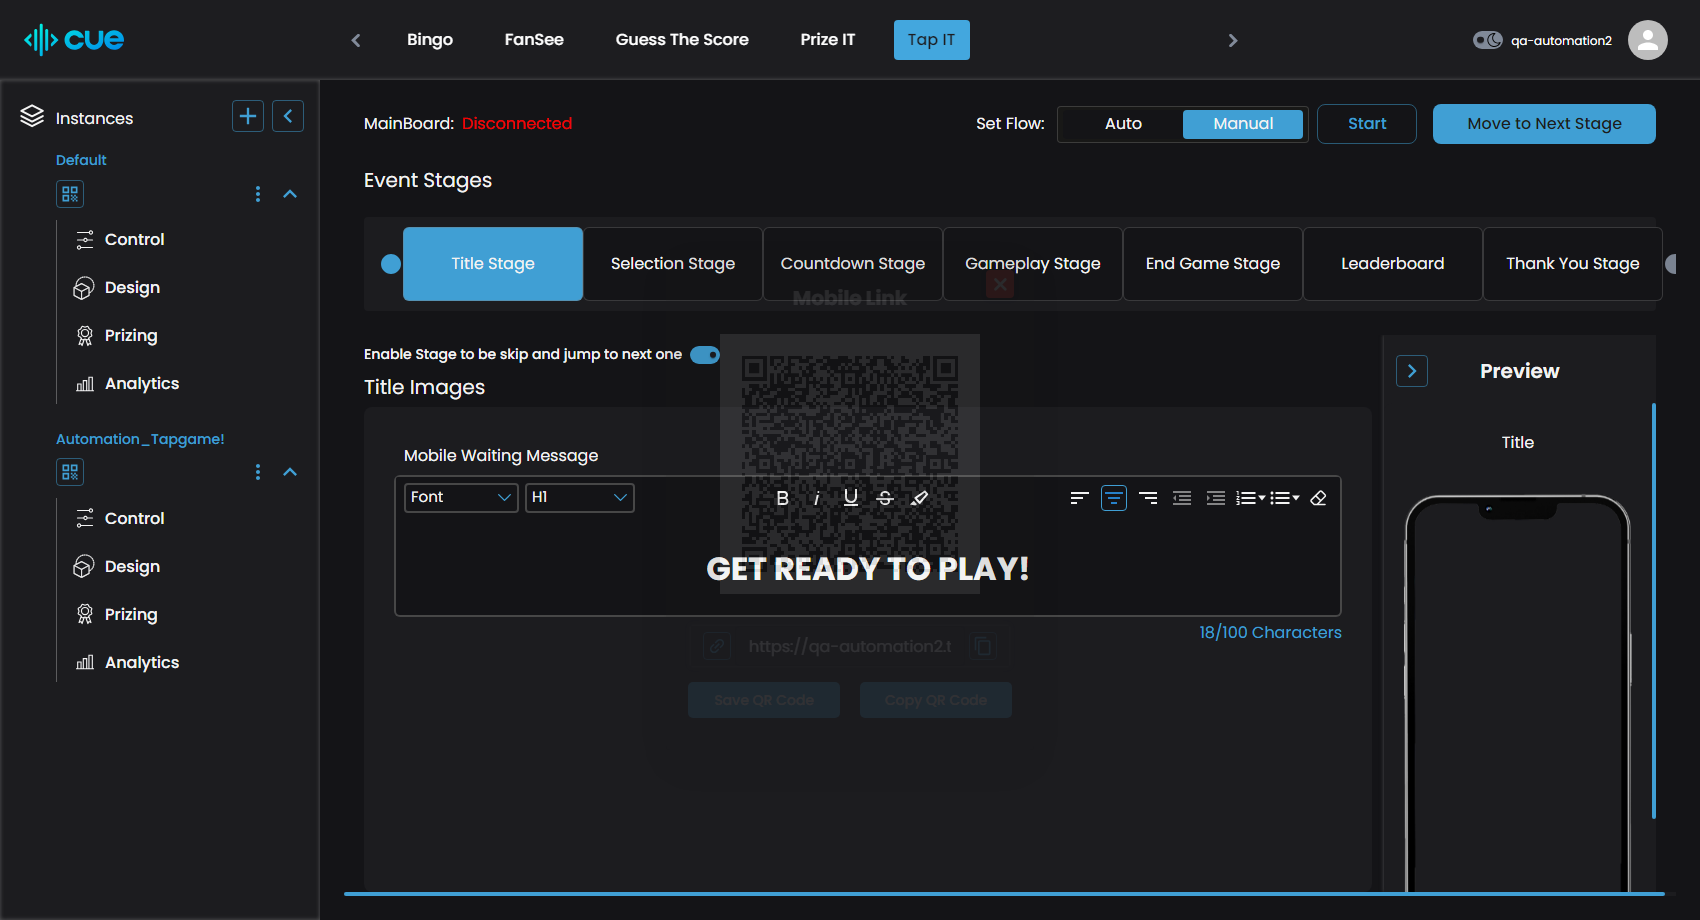 cue
Bingo
FanSee
Guess The Score
Prize IT
Tap IT
qa-automation2
Instances
Default
Control
Design
Prizing
Analytics
Automation_Tapgame!
Control
Design
Prizing
Analytics
MainBoard: Disconnected
Set Flow:
Auto
Manual
Start
Move to Next Stage
Event Stages
Title Stage
Selection Stage
Countdown Stage
Gameplay Stage
End Game Stage
Leaderboard
Thank You Stage
Mobile Link
Enable Stage to be skip and jump to next one
Title Images
Mobile Waiting Message
Font
H1
B
i
U
S
GET READY TO PLAY!
18/100 Characters
https://qa-automation2.t
Save QR Code
Copy QR Code
Preview
Title